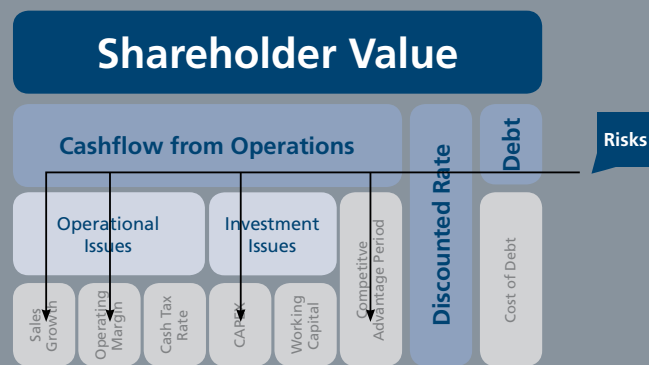 Shareholder Value
Cashflow from Operations
Discounted Rate
Debt
Risks
Operational
Issues
Investment
Issues
Competitve
Advantage Period
Cost of Debt
Sales
Growth
Operating
Margin
Cash Tax
Rate
CAPEX
Working
Capital